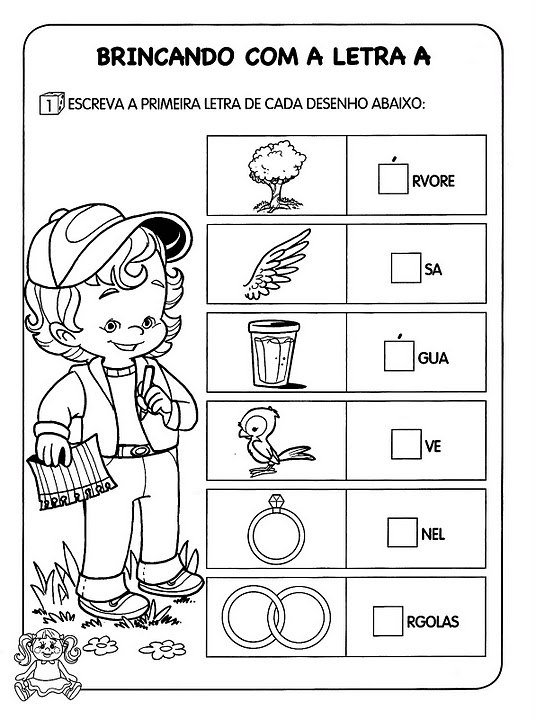 BRINCANDO COM A LETRA A
1 ESCREVA A PRIMEIRA LETRA DE CADA DESENHO ABAIXO:
RVORE
SA
GUA
VE
NEL
RGOLAS